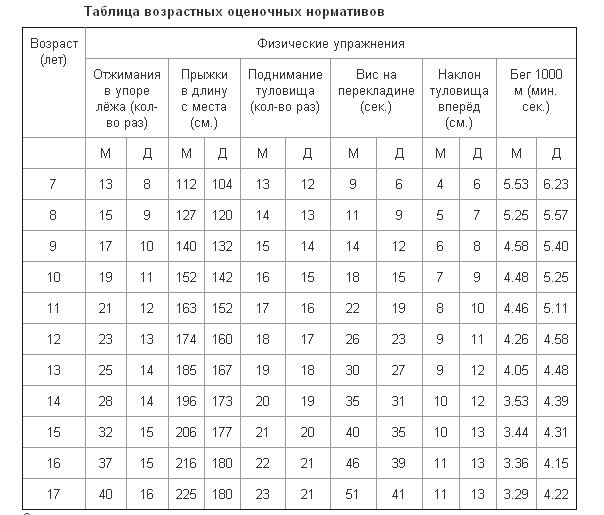 Таблица возрастных оценочных нормативов
Возраст (лет) Физические упражнения
Отжимания в упоре лёжа (кол-во раз) Прыжки в длину с места (см.) Поднимание туловища (кол-во раз) Вис на перекладине (сек.) Наклон туловища вперёд (см.) Бег 1000 м (мин. сек.)
М Д М Д М Д М Д М Д М Д
7 13 8 112 104 13 12 9 6 4 6 5.53 6.23
8 15 9 127 120 14 13 11 9 5 7 5.25 5.57
9 17 10 140 132 15 14 14 12 6 8 4.58 5.40
10 19 11 152 142 16 15 18 15 7 9 4.48 5.25
11 21 12 163 152 17 16 22 19 8 10 4.46 5.11
12 23 13 174 160 18 17 26 23 9 11 4.26 4.58
13 25 14 185 167 19 18 30 27 9 12 4.05 4.48
14 28 14 196 173 20 19 35 31 10 12 3.53 4.39
15 32 15 206 177 21 20 40 35 10 13 3.44 4.31
16 37 15 216 180 22 21 46 39 11 13 3.36 4.15
17 40 16 225 180 23 21 51 41 11 13 3.29 4.22